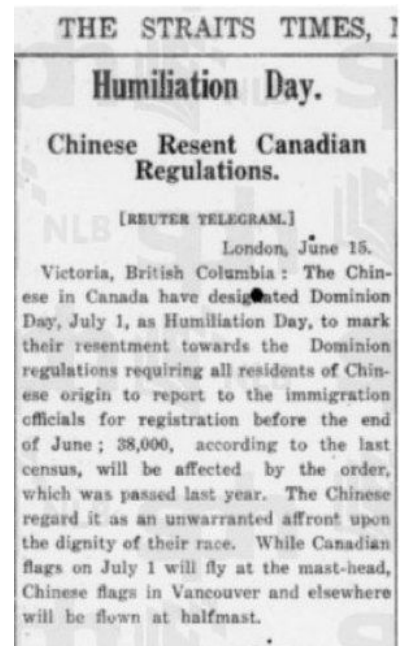 THE STRAITS TIMES,
Humiliation Day.
Chinese Resent Canadian
Regulations.
[REUTER TELEGRAM.]
London, June 15.
Victoria, British Columbia : The Chin-
ese in Canada have designated Dominion
Day, July 1, as Humiliation Day, to mark
their resentment towards the Dominion
regulations requiring all residents of Chin-
ese origin to report to the immigration
officials for registration before the end
of June ; 38,000, according to the last
census, will be affected by the order,
which was passed last year. The Chinese
regard it as an unwarranted affront upon
the dignity of their race. While Canadian
flags on July 1 will fly at the mast-head,
Chinese flags in Vancouver and elsewhere
will be flown at halfmast.
NLB